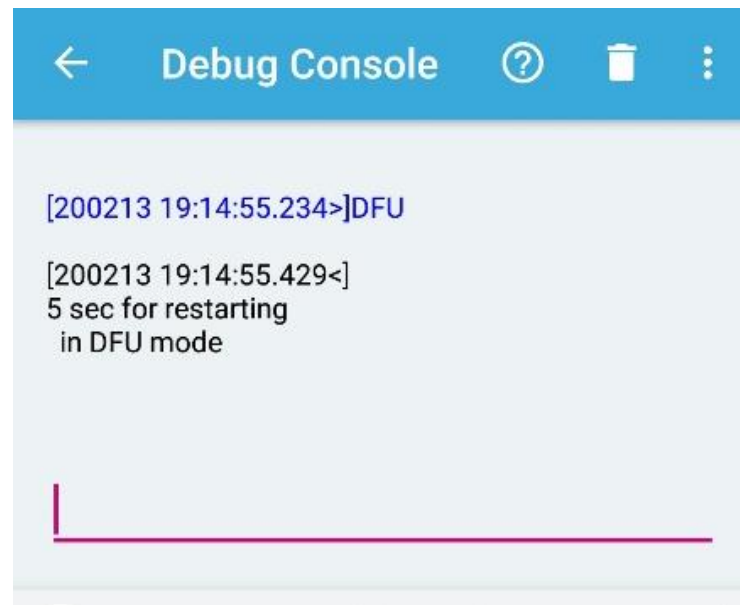 Debug Console
[200213 19:14:55.234>]DFU
[200213 19:14:55.429<]
5 sec for restarting
in DFU mode